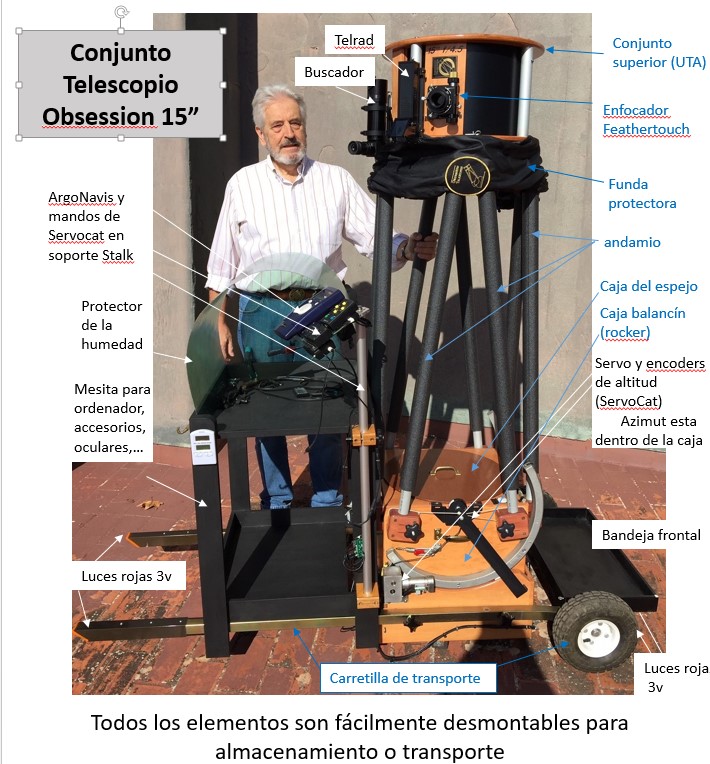 Conjunto
Telescopio
Obsession 15”
Telrad
Buscador
Conjunto
superior (UTA)
Enfocador
Feathertouch
Funda
protectora
andamio
ArgoNavis y
mandos de
Servocat en
soporte Stalk
Caja del espejo
Caja balancín
(rocker)
Protector
de la
humedad
Servo y encoders
de altitud
(ServoCat)
Azimut esta
dentro de la caja
Mesita para
ordenador,
accesorios,
oculares,...
Bandeja frontal
Luces rojas 3v
Carretilla de transporte
Luces roja
3v
Todos los elementos son fácilmente desmontables para
almacenamiento o transporte